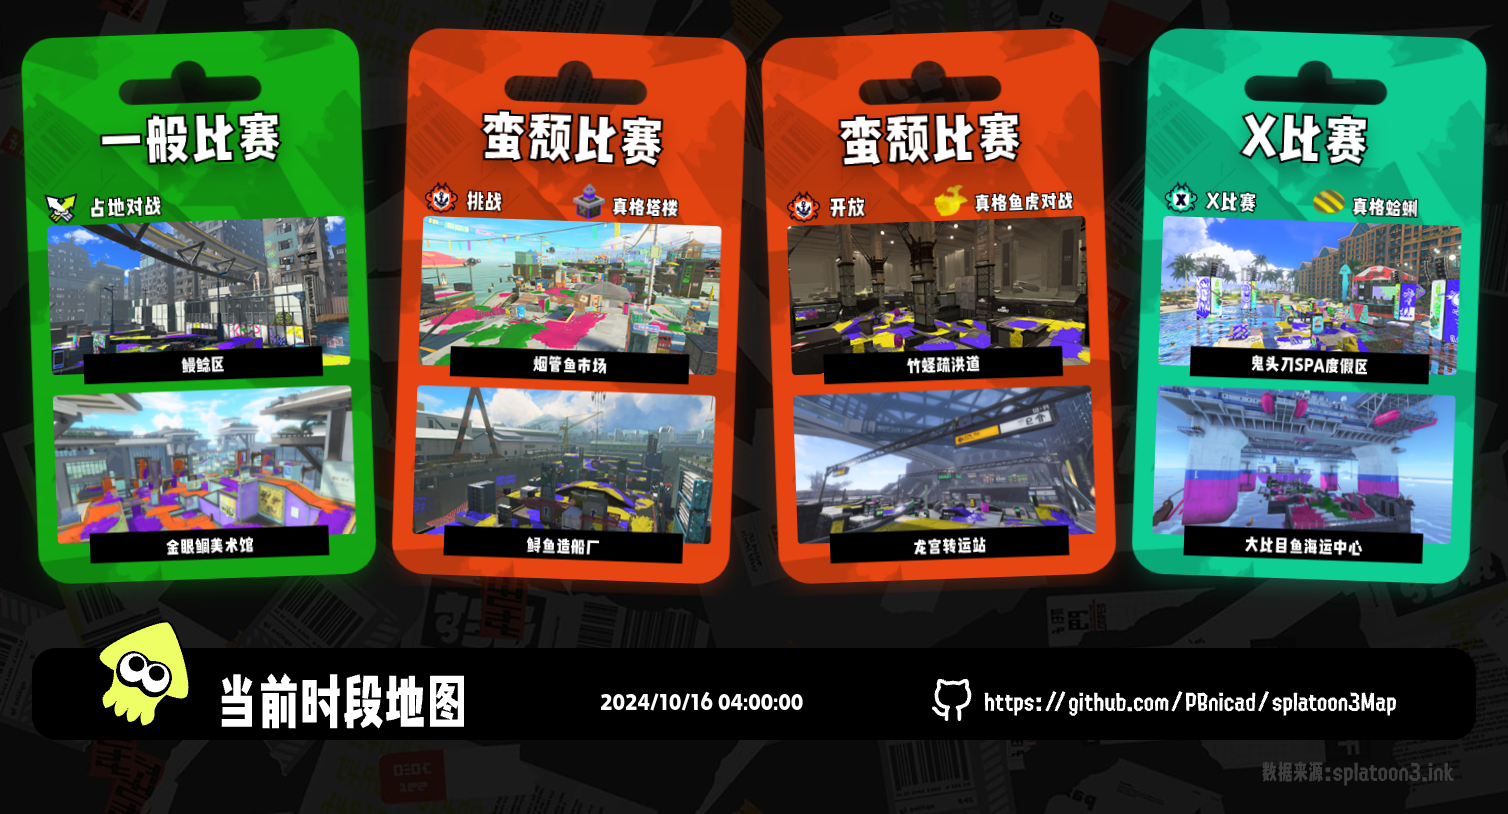 一般比赛
占地对战
鳗鲶区
金眼鲷美术馆
蛮颓比赛
挑战
真格塔楼
烟管鱼市场
鲟鱼造船厂
蛮颓比赛
开放
真格鱼虎对战
竹蛏疏洪道
龙宫转运站
X比赛
X比赛
真格蛤蜊
鬼头刀SPA度假区
大比目鱼海运中心
当前时段地图
2024/10/16 04:00:00
https://github.com/PBnicad/splatoon3Map
数据来源:splatoon3.ink